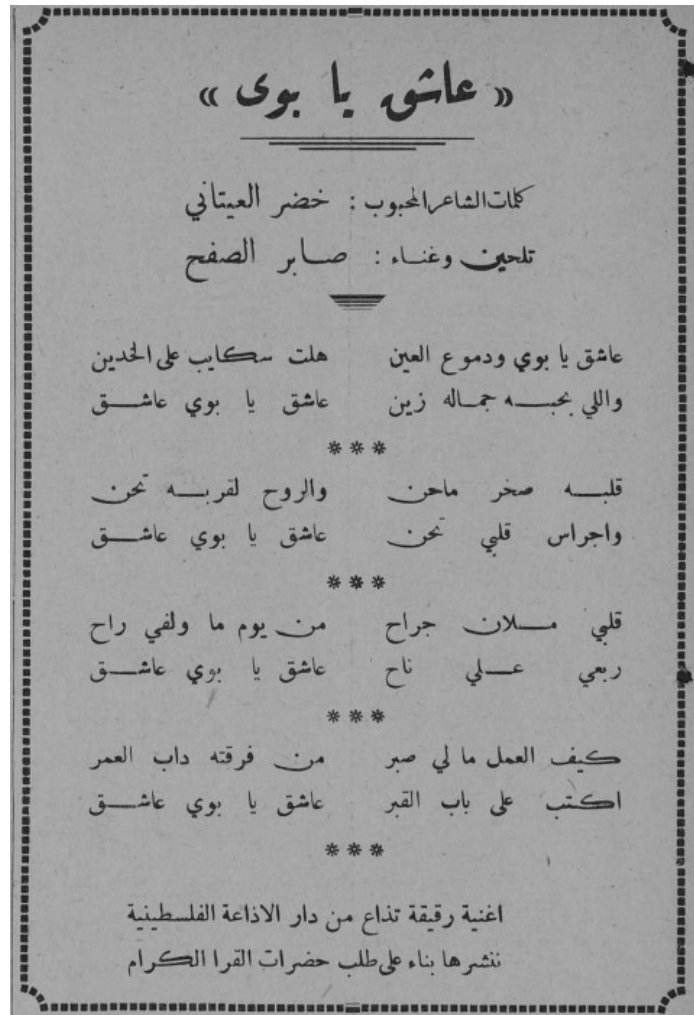 « عاشق يا بوى »
كلمات الشاعر المحبوب : خضر العيتاني
تلحين وغناء : صابر الصفح
عاشق يا بوي ودموع العين هلت سكايب على الخدين
واللي بحبه جماله زين عاشق يا بوي عاشق
***
قلبه صخر ماحن والروح لقربه تحن
واجراس قلبي تحن عاشق يا بوي عاشق
***
قلبي ملان جراح من يوم ما ولفي راح
ربعي علي ناح عاشق يا بوي عاشق
***
كيف العمل ما لي صبر من فرقته داب العمر
اكتب على باب القبر عاشق يا بوي عاشق
***
اغنية رقيقة تذاع من دار الاذاعة الفلسطينية
ننشرها بناء على طلب حضرات القرا الكرام